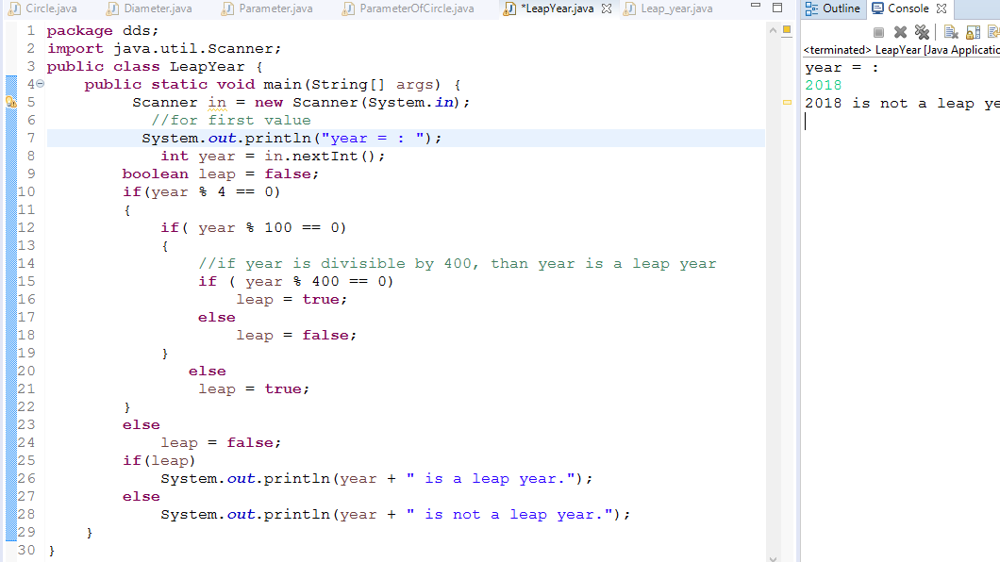 Circle.java Diameter.java Parameter.java ParameterOfCircle.java *LeapYear.java Leap_year.java
1 package dds;
2 import java.util.Scanner;
3 public class LeapYear {
4 public static void main(String[] args) {
5 Scanner in = new Scanner(System.in);
6 //for first value
7 System.out.println("year = : ");
8 int year = in.nextInt();
9 boolean leap = false;
10 if(year % 4 == 0)
11 {
12 if( year % 100 == 0)
13 {
14 //if year is divisible by 400, than year is a leap year
15 if ( year % 400 == 0)
16 leap = true;
17 else
18 leap = false;
19 }
20 else
21 leap = true;
22 }
23 else
24 leap = false;
25 if(leap)
26 System.out.println(year + " is a leap year.");
27 else
28 System.out.println(year + " is not a leap year.");
29 }
30 }
Outline Console
<terminated> LeapYear [Java Applicatio
year = :
2018
2018 is not a leap ye